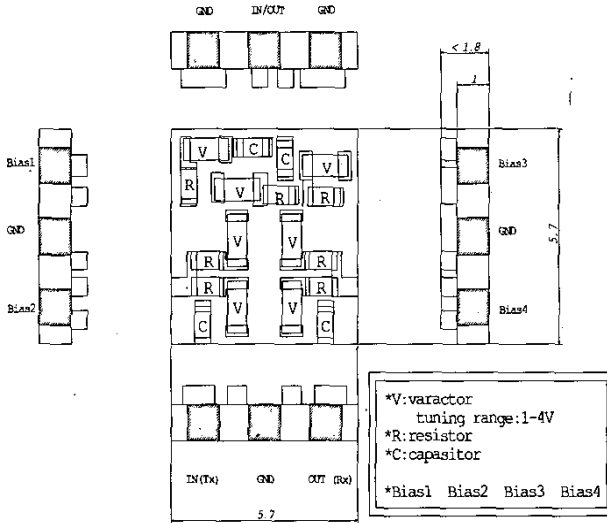 GND IN/OUT GND
< 1.8
1
Bias1
V C C V
Bias3
R V R R
GND
V V
GND
5.7
R R
R R
Bias2
V V
Bias4
C C
*V:varactor
tuning range:1-4V
*R:resistor
*C:capasitor
*Bias1 Bias2 Bias3 Bias4
IN(Tx) GND OUT (Rx)
5.7